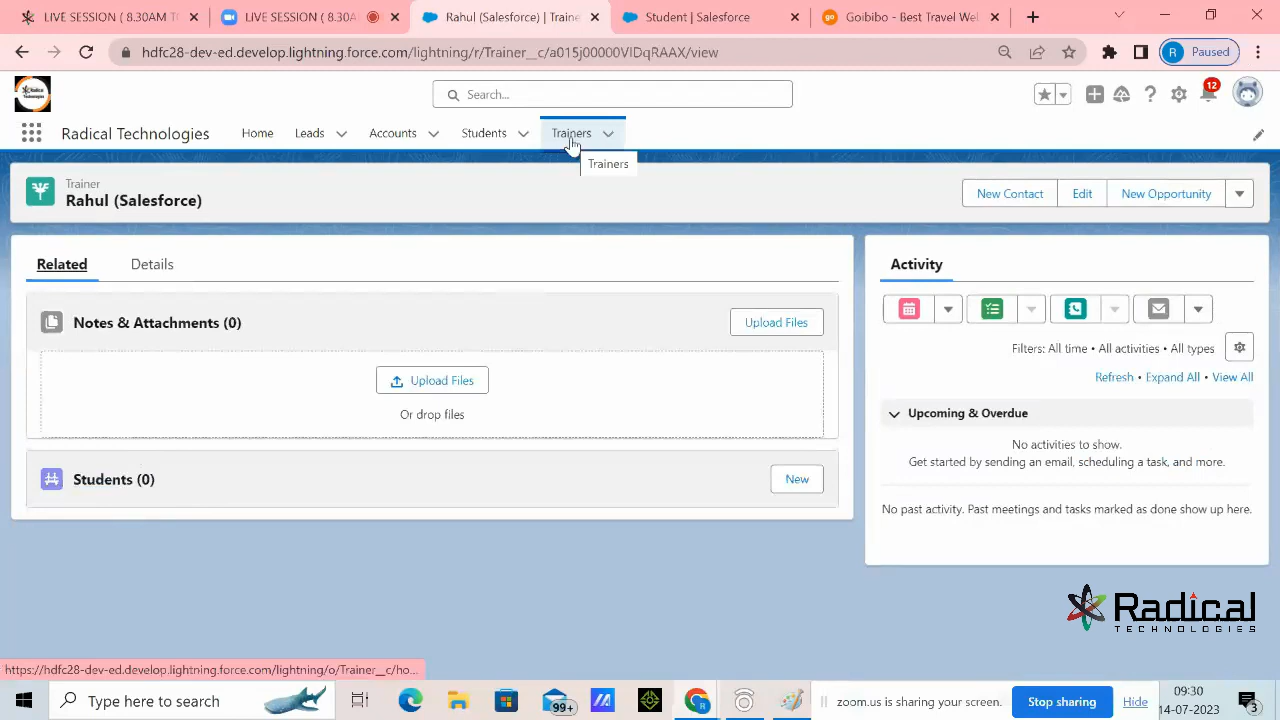 LIVE SESSION ( 8.30AM T
LIVE SESSION ( 8.30A
Rahul (Salesforce) | Traine
Student | Salesforce
Goibibo - Best Travel Web
hdfc28-dev-ed.develop.lightning.force.com/lightning/r/Trainer__c/a015j00000VIDqRAAX/view
R
Paused
Radical
Technologies
Search...
12
Radical Technologies
Home
Leads
Accounts
Students
Trainers
Trainers
Trainer
Rahul (Salesforce)
New Contact
Edit
New Opportunity
Related
Details
Notes & Attachments (0)
Upload Files
Upload Files
Or drop files
Students (0)
New
Activity
Filters: All time • All activities • All types
Refresh • Expand All • View All
Upcoming & Overdue
No activities to show.
Get started by sending an email, scheduling a task, and more.
No past activity. Past meetings and tasks marked as done show up here.
Radical
TECHNOLOGIES
https://hdfc28-dev-ed.develop.lightning.force.com/lightning/o/Trainer__c/ho...
Type here to search
99+
R
zoom.us is sharing your screen.
Stop sharing
Hide
09:30
14-07-2023
3